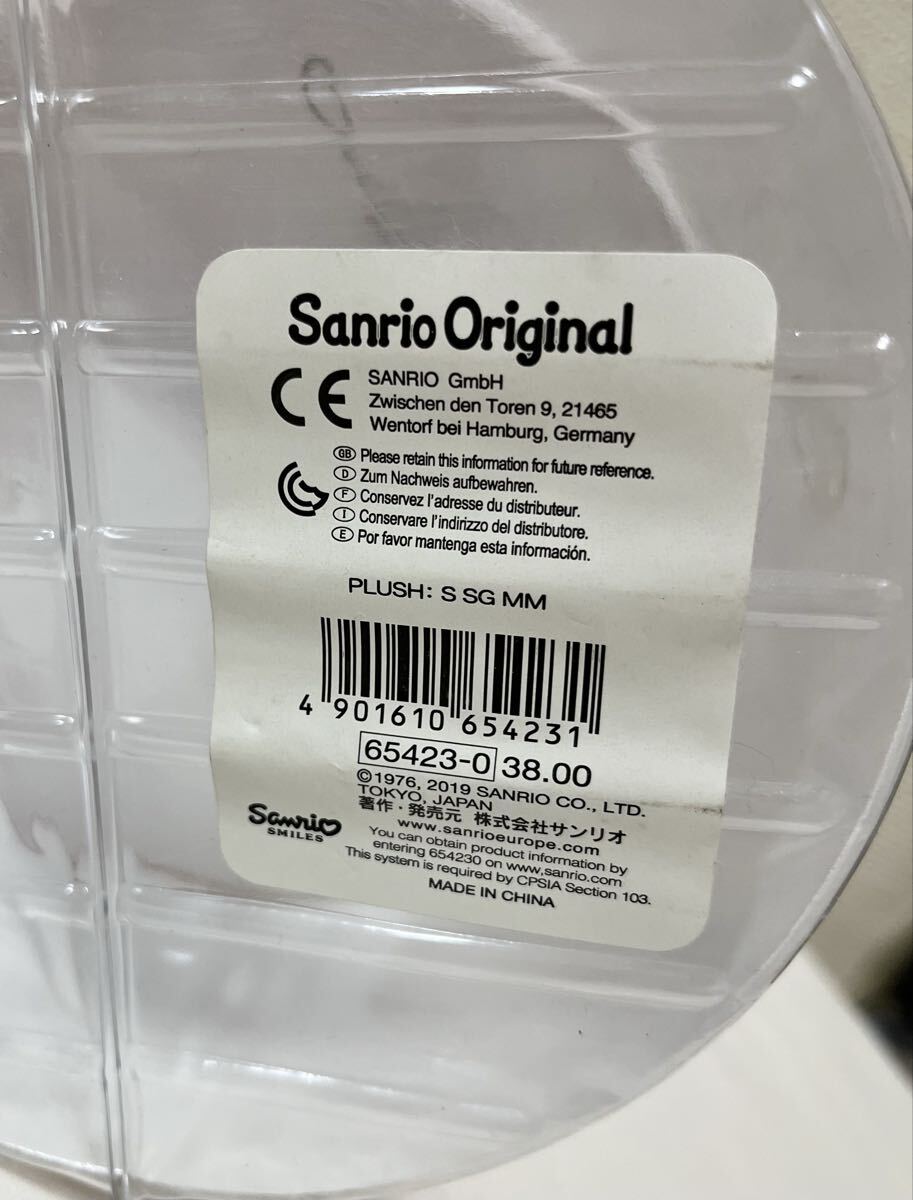 Sanrio Original
CE SANRIO GmbH
Zwischen den Toren 9, 21465
Wentorf bei Hamburg, Germany
GB Please retain this information for future reference.
D Zum Nachweis aufbewahren.
F Conservez l'adresse du distributeur.
I Conservare l'indirizzo del distributore.
E Por favor mantenga esta información.
PLUSH: S SG MM
4 901610 654231
65423-0 38.00
©1976, 2019 SANRIO CO., LTD.
TOKYO, JAPAN
著作・発売元 株式会社サンリオ
www.sanrioeurope.com
You can obtain product information by
entering 654230 on www.sanrio.com
This system is required by CPSIA Section 103.
MADE IN CHINA
Sanrio
SMILES